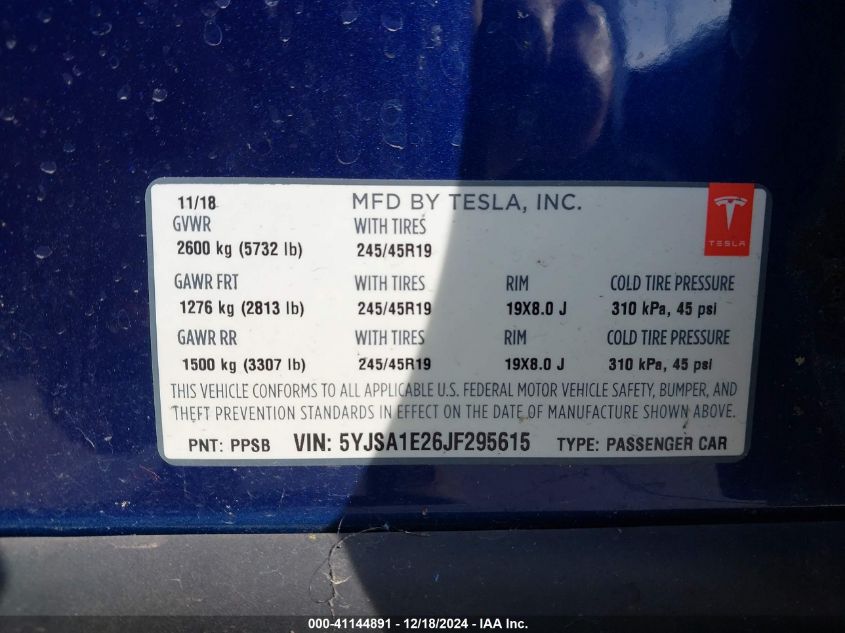 11/18 MFD BY TESLA, INC.
GVWR WITH TIRES
2600 kg (5732 lb) 245/45R19
TESLA
GAWR FRT WITH TIRES RIM COLD TIRE PRESSURE
1276 kg (2813 lb) 245/45R19 19X8.0 J 310 kPa, 45 psi
GAWR RR WITH TIRES RIM COLD TIRE PRESSURE
1500 kg (3307 lb) 245/45R19 19X8.0 J 310 kPa, 45 psi
THIS VEHICLE CONFORMS TO ALL APPLICABLE U.S. FEDERAL MOTOR VEHICLE SAFETY, BUMPER, AND
THEFT PREVENTION STANDARDS IN EFFECT ON THE DATE OF MANUFACTURE SHOWN ABOVE.
PNT: PPSB VIN: 5YJSA1E26JF295615 TYPE: PASSENGER CAR
000-41144891 - 12/18/2024 - IAA Inc.